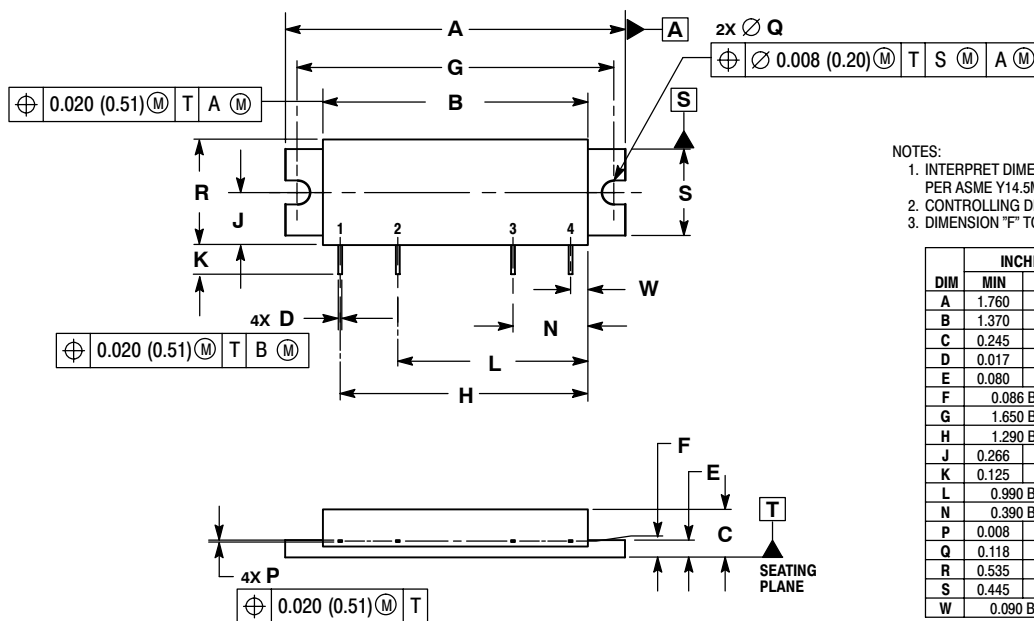 A
A
2X ∅ Q
⌖ ∅ 0.008 (0.20) Ⓜ T S Ⓜ A Ⓜ
G
⌖ 0.020 (0.51) Ⓜ T A Ⓜ
B
S
R
J
K
S
1 2 3 4
W
4X D
N
⌖ 0.020 (0.51) Ⓜ T B Ⓜ
L
H
NOTES:
1. INTERPRET DIME
PER ASME Y14.5M
2. CONTROLLING D
3. DIMENSION "F" TO
INCH
DIM MIN
A 1.760
B 1.370
C 0.245
D 0.017
E 0.080
F 0.086 B
G 1.650 B
H 1.290 B
J 0.266
K 0.125
L 0.990 B
N 0.390 B
P 0.008
Q 0.118
R 0.535
S 0.445
W 0.090 B
F
E
C
T
SEATING
PLANE
4X P
⌖ 0.020 (0.51) Ⓜ T